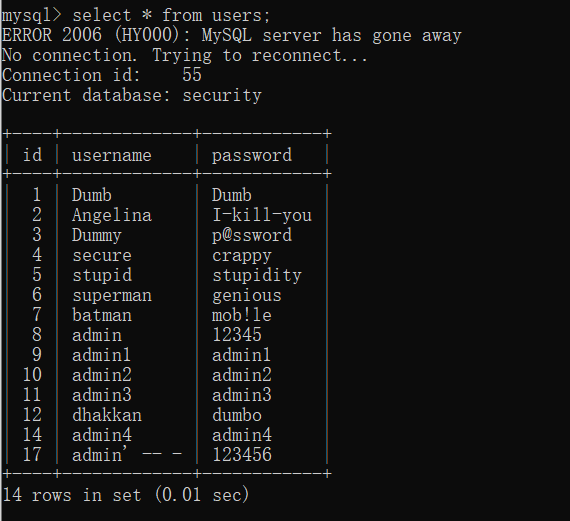 mysql> select * from users;
ERROR 2006 (HY000): MySQL server has gone away
No connection. Trying to reconnect...
Connection id:    55
Current database: security
+----+--------------+------------+
| id | username     | password   |
+----+--------------+------------+
|  1 | Dumb         | Dumb       |
|  2 | Angelina     | I-kill-you |
|  3 | Dummy        | p@ssword   |
|  4 | secure       | crappy     |
|  5 | stupid       | stupidity  |
|  6 | superman     | genious    |
|  7 | batman       | mob!le     |
|  8 | admin        | 12345      |
|  9 | admin1       | admin1     |
| 10 | admin2       | admin2     |
| 11 | admin3       | admin3     |
| 12 | dhakkan      | dumbo      |
| 14 | admin4       | admin4     |
| 17 | admin' -- -  | 123456     |
+----+--------------+------------+
14 rows in set (0.01 sec)